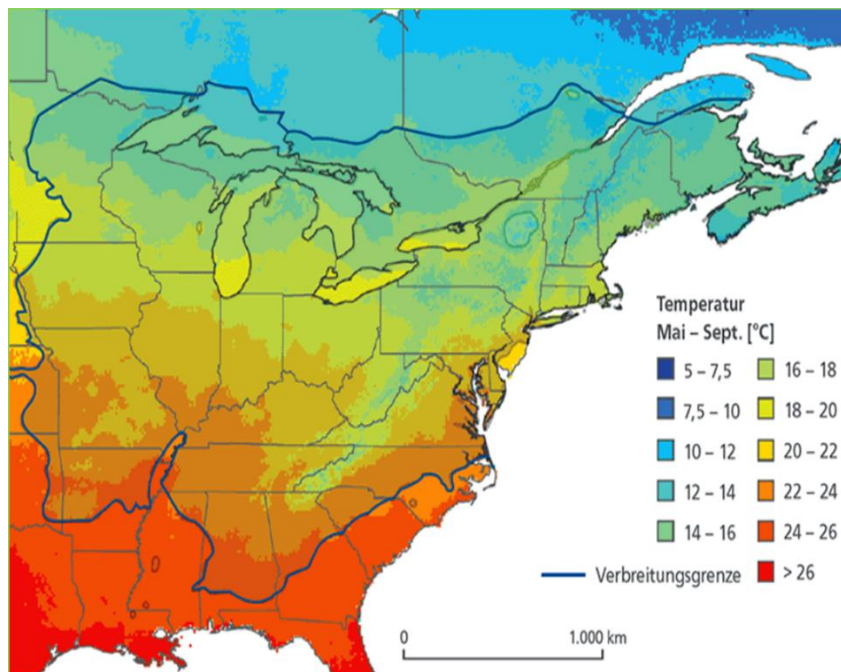 Temperatur
Mai – Sept. [°C]
5 – 7,5
7,5 – 10
10 – 12
12 – 14
14 – 16
16 – 18
18 – 20
20 – 22
22 – 24
24 – 26
> 26
Verbreitungsgrenze
0 1.000 km